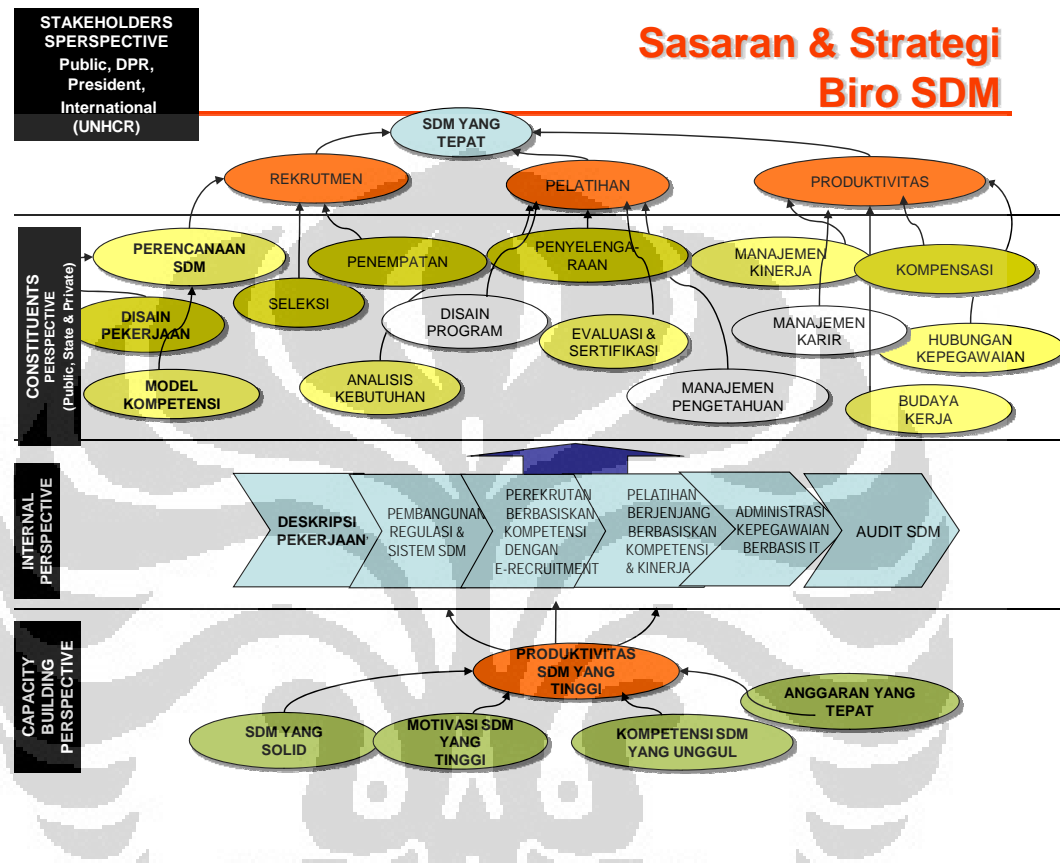 STAKEHOLDERS
SPERSPECTIVE
Public, DPR,
President,
International
(UNHCR)
Sasaran & Strategi
Biro SDM
SDM YANG
TEPAT
REKRUTMEN
PELATIHAN
PRODUKTIVITAS
CONSTITUENTS
PERSPECTIVE
(Public, State & Private)
PERENCANAAN
SDM
PENEMPATAN
PENYELENGA-
RAAN
MANAJEMEN
KINERJA
KOMPENSASI
DISAIN
PEKERJAAN
SELEKSI
DISAIN
PROGRAM
EVALUASI &
SERTIFIKASI
MANAJEMEN
KARIR
HUBUNGAN
KEPEGAWAIAN
MODEL
KOMPETENSI
ANALISIS
KEBUTUHAN
MANAJEMEN
PENGETAHUAN
BUDAYA
KERJA
INTERNAL
PERSPECTIVE
DESKRIPSI
PEKERJAAN
PEMBANGUNAN
REGULASI &
SISTEM SDM
PEREKRUTAN
BERBASISKAN
KOMPETENSI
DENGAN
E-RECRUITMENT
PELATIHAN
BERJENJANG
BERBASISKAN
KOMPETENSI
& KINERJA
ADMINISTRASI
KEPEGAWAIAN
BERBASIS IT
AUDIT SDM
CAPACITY
BUILDING
PERSPECTIVE
PRODUKTIVITAS
SDM YANG
TINGGI
SDM YANG
SOLID
MOTIVASI SDM
YANG
TINGGI
KOMPETENSI SDM
YANG UNGGUL
ANGGARAN YANG
TEPAT